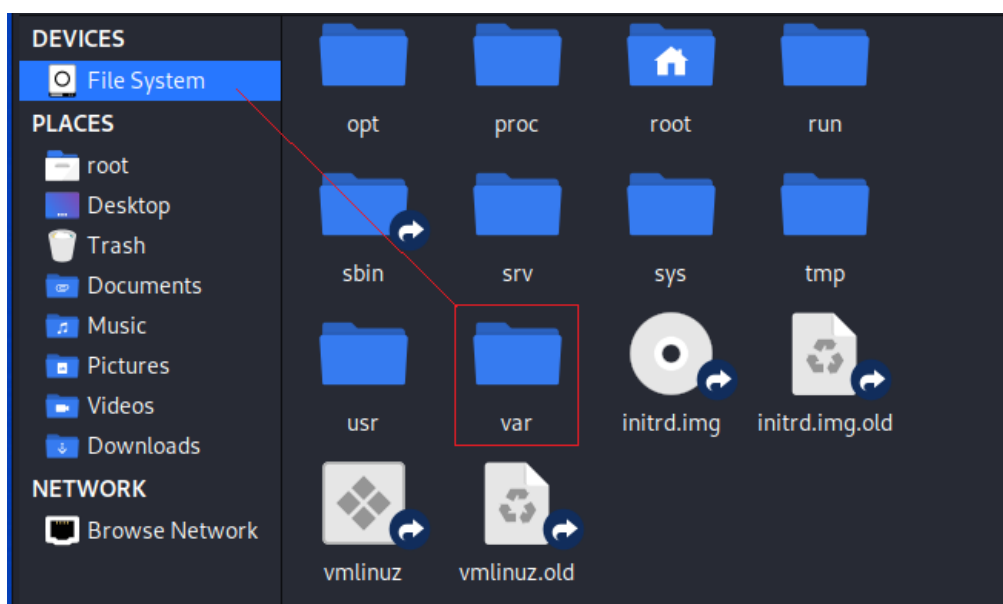 DEVICES
File System
PLACES
root
Desktop
Trash
Documents
Music
Pictures
Videos
Downloads
NETWORK
Browse Network
opt proc root run
sbin srv sys tmp
usr var initrd.img initrd.img.old
vmlinuz vmlinuz.old